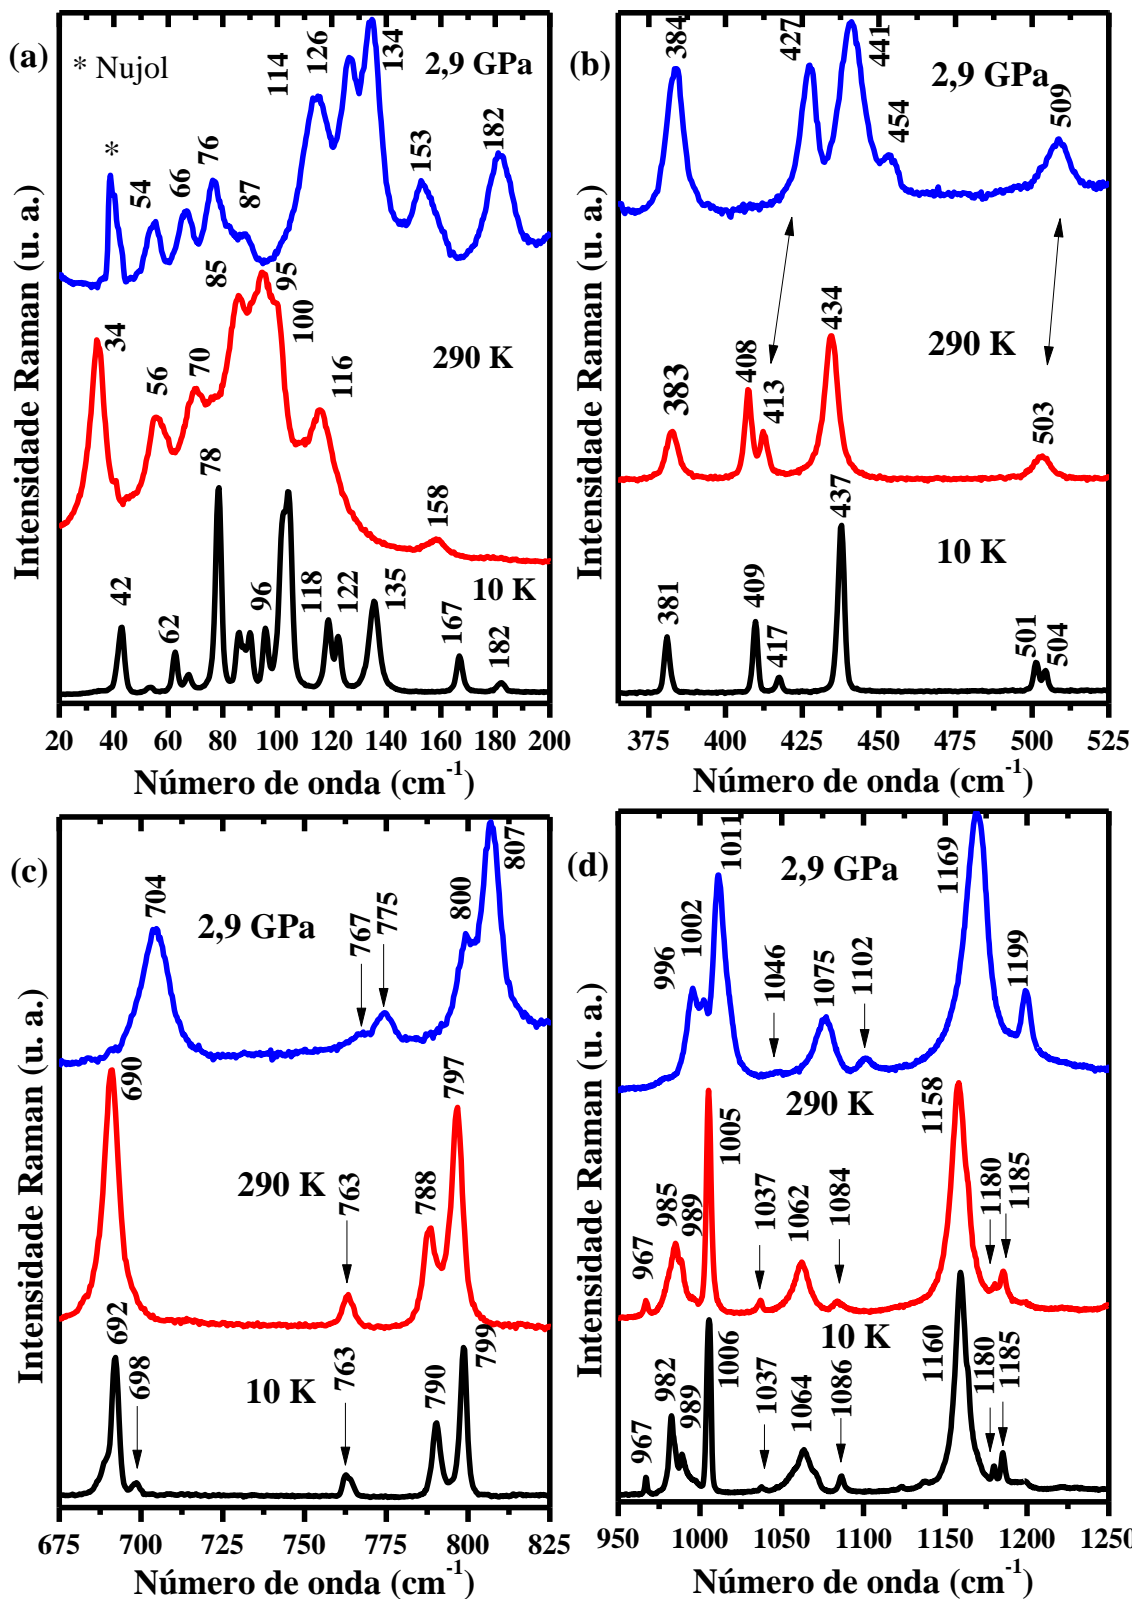 (a)
* Nujol
2,9 GPa
*
54
66
76
87
114
126
134
153
182
290 K
34
56
70
85
95
100
116
158
10 K
42
62
78
96
118
122
135
167
182
20 40 60 80 100 120 140 160 180 200
Número de onda (cm-1)
Intensidade Raman (u. a.)
(b)
2,9 GPa
384
427
441
454
509
290 K
383
408
413
434
503
10 K
381
409
417
437
501
504
375 400 425 450 475 500 525
Número de onda (cm-1)
Intensidade Raman (u. a.)
(c)
2,9 GPa
704
767
775
800
807
290 K
690
763
788
797
10 K
692
698
763
790
799
675 700 725 750 775 800 825
Número de onda (cm-1)
Intensidade Raman (u. a.)
(d)
2,9 GPa
996
1002
1011
1046
1075
1102
1169
1199
290 K
967
985
989
1005
1037
1062
1084
1158
1180
1185
10 K
967
982
989
1006
1037
1064
1086
1160
1180
1185
950 1000 1050 1100 1150 1200 1250
Número de onda (cm-1)
Intensidade Raman (u. a.)